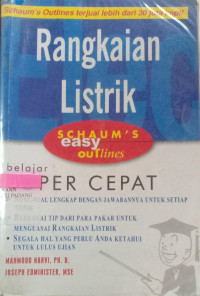 Schaum's Outlines terjual lebih dari 30 juta kopi!
Rangkaian
Listrik
SCHAUM'S
easy
outlines
belajar
PER CEPAT
AL LENGKAP DENGAN JAWABANNYA UNTUK SETIAP
AI TIP DARI PARA PAKAR UNTUK
MENGUASAI RANGKAIAN LISTRIK
• SEGALA HAL YANG PERLU ANDA KETAHUI
UNTUK LULUS UJIAN
MAHMOOD NAHVI, PH. D.
JOSEPH EDMINISTER, MSE